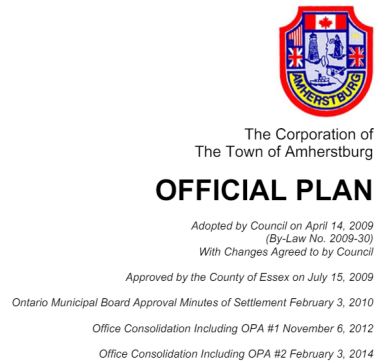 AMHERSTBURG
The Corporation of
The Town of Amherstburg
OFFICIAL PLAN
Adopted by Council on April 14, 2009
(By-Law No. 2009-30)
With Changes Agreed to by Council
Approved by the County of Essex on July 15, 2009
Ontario Municipal Board Approval Minutes of Settlement February 3, 2010
Office Consolidation Including OPA #1 November 6, 2012
Office Consolidation Including OPA #2 February 3, 2014